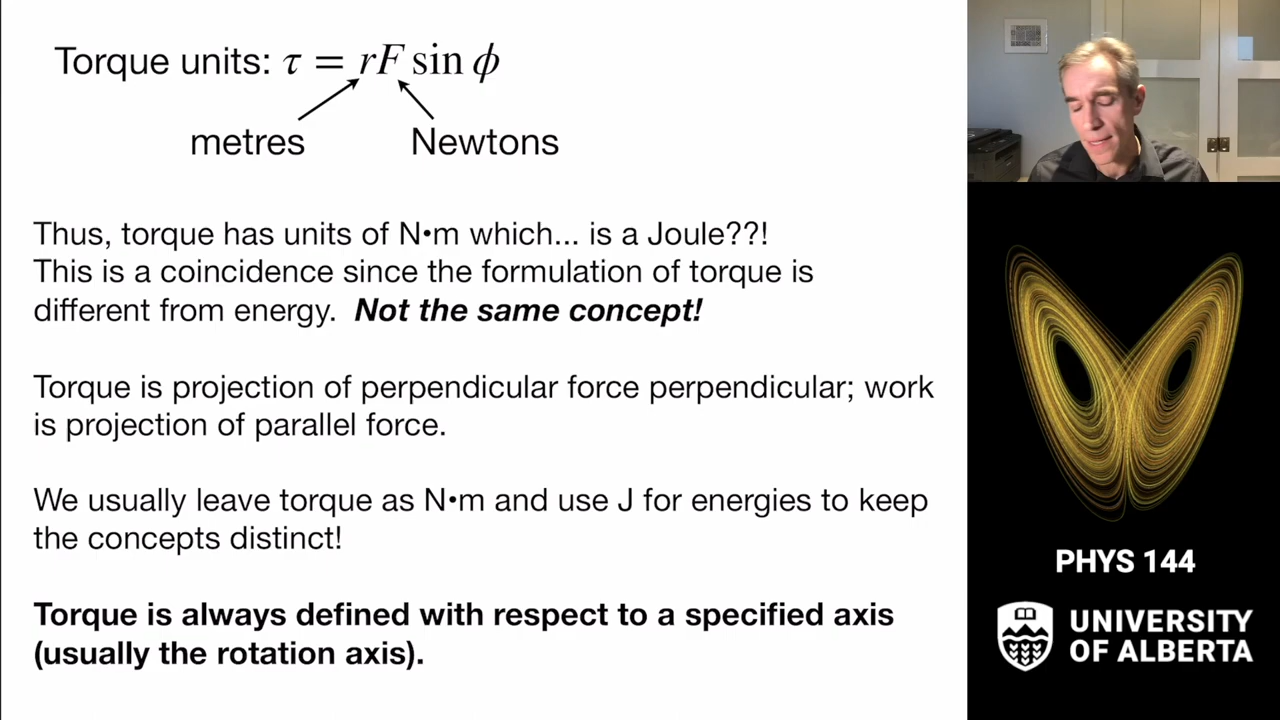 Torque units: τ = rF sin ϕ
metres
Newtons
Thus, torque has units of N•m which... is a Joule??!
This is a coincidence since the formulation of torque is
different from energy. Not the same concept!
Torque is projection of perpendicular force perpendicular; work
is projection of parallel force.
We usually leave torque as N•m and use J for energies to keep
the concepts distinct!
Torque is always defined with respect to a specified axis
(usually the rotation axis).
PHYS 144
UNIVERSITY
OF ALBERTA